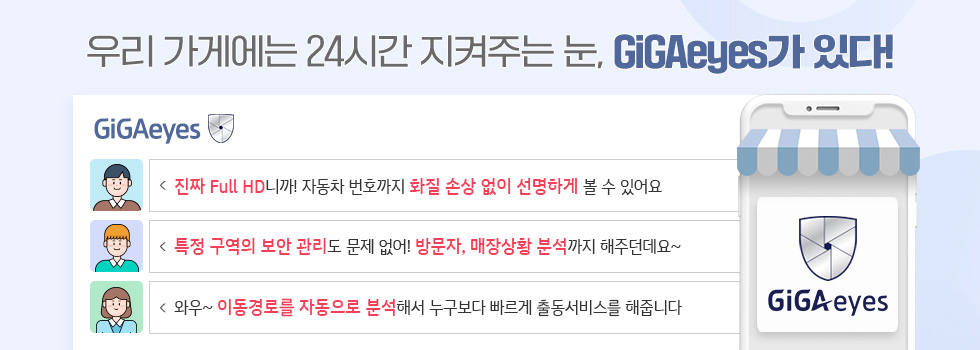 우리 가게에는 24시간 지켜주는 눈, GiGAeyes가 있다!
GiGAeyes
< 진짜 Full HD니까! 자동차 번호까지 화질 손상 없이 선명하게 볼 수 있어요
< 특정 구역의 보안 관리도 문제 없어! 방문자, 매장상황 분석까지 해주던데요~
< 와우~ 이동경로를 자동으로 분석해서 누구보다 빠르게 출동서비스를 해줍니다
GiGAeyes